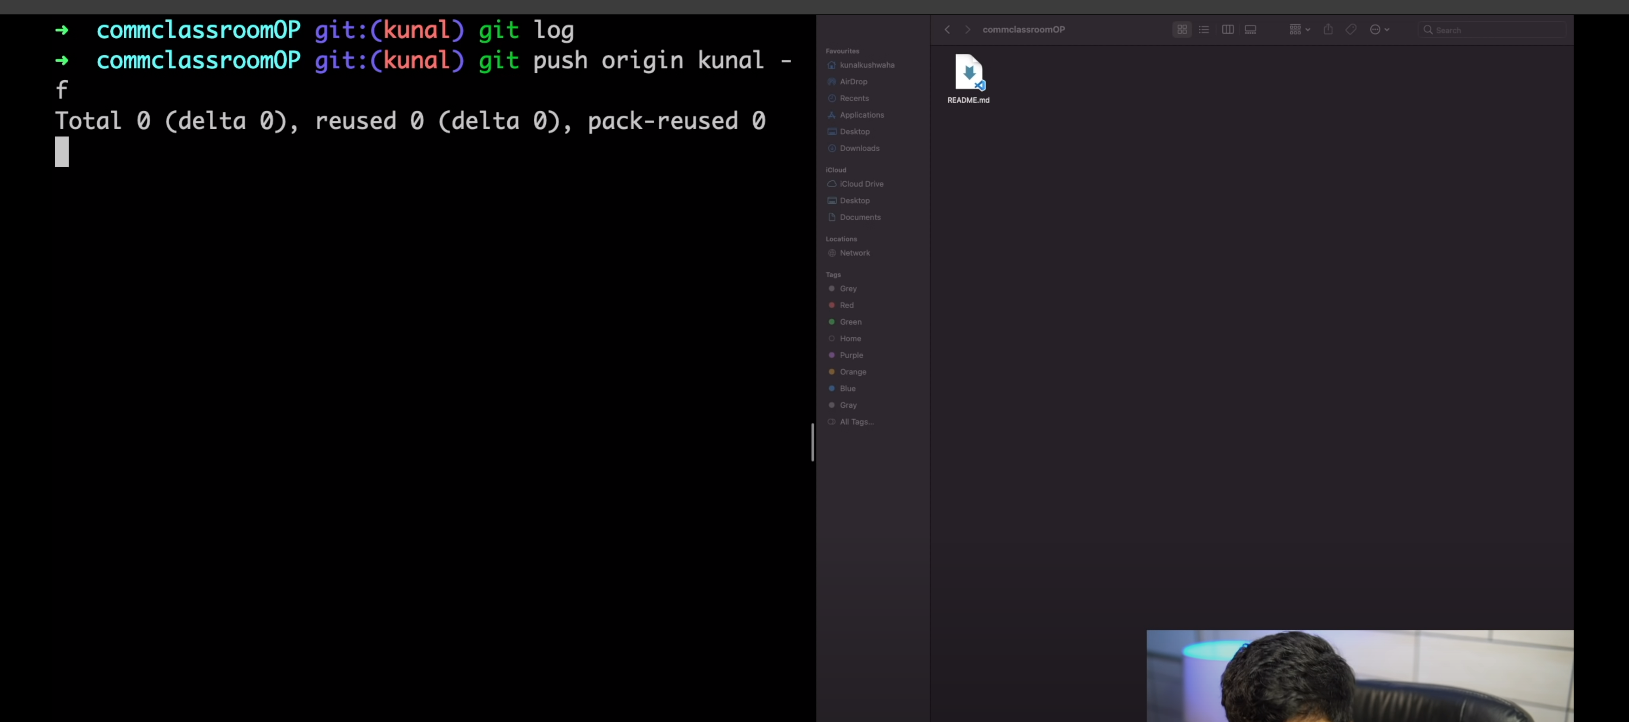 ➜ commclassroomOP git:(kunal) git log
➜ commclassroomOP git:(kunal) git push origin kunal -
f
Total 0 (delta 0), reused 0 (delta 0), pack-reused 0
commclassroomOP
Search
Favourites
kunalkushwaha
AirDrop
Recents
Applications
Desktop
Downloads
iCloud
iCloud Drive
Desktop
Documents
Locations
Network
Tags
Grey
Red
Green
Home
Purple
Orange
Blue
Gray
All Tags...
README.md